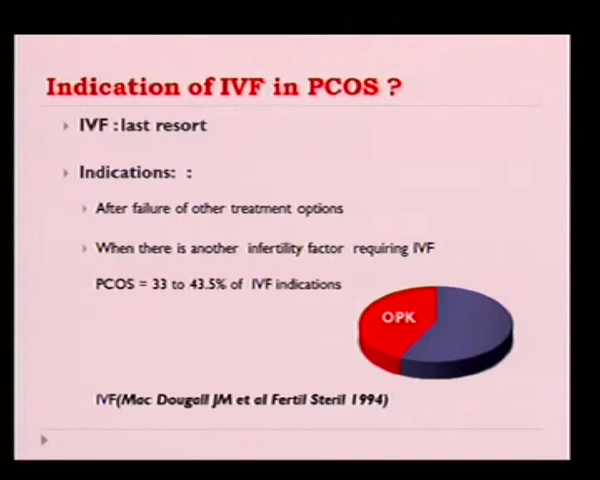 Indication of IVF in PCOS ?
IVF : last resort
Indications: :
After failure of other treatment options
When there is another infertility factor requiring IVF
PCOS = 33 to 43.5% of IVF indications
OPK
IVF(Mac Dougall JM et al Fertil Steril 1994)